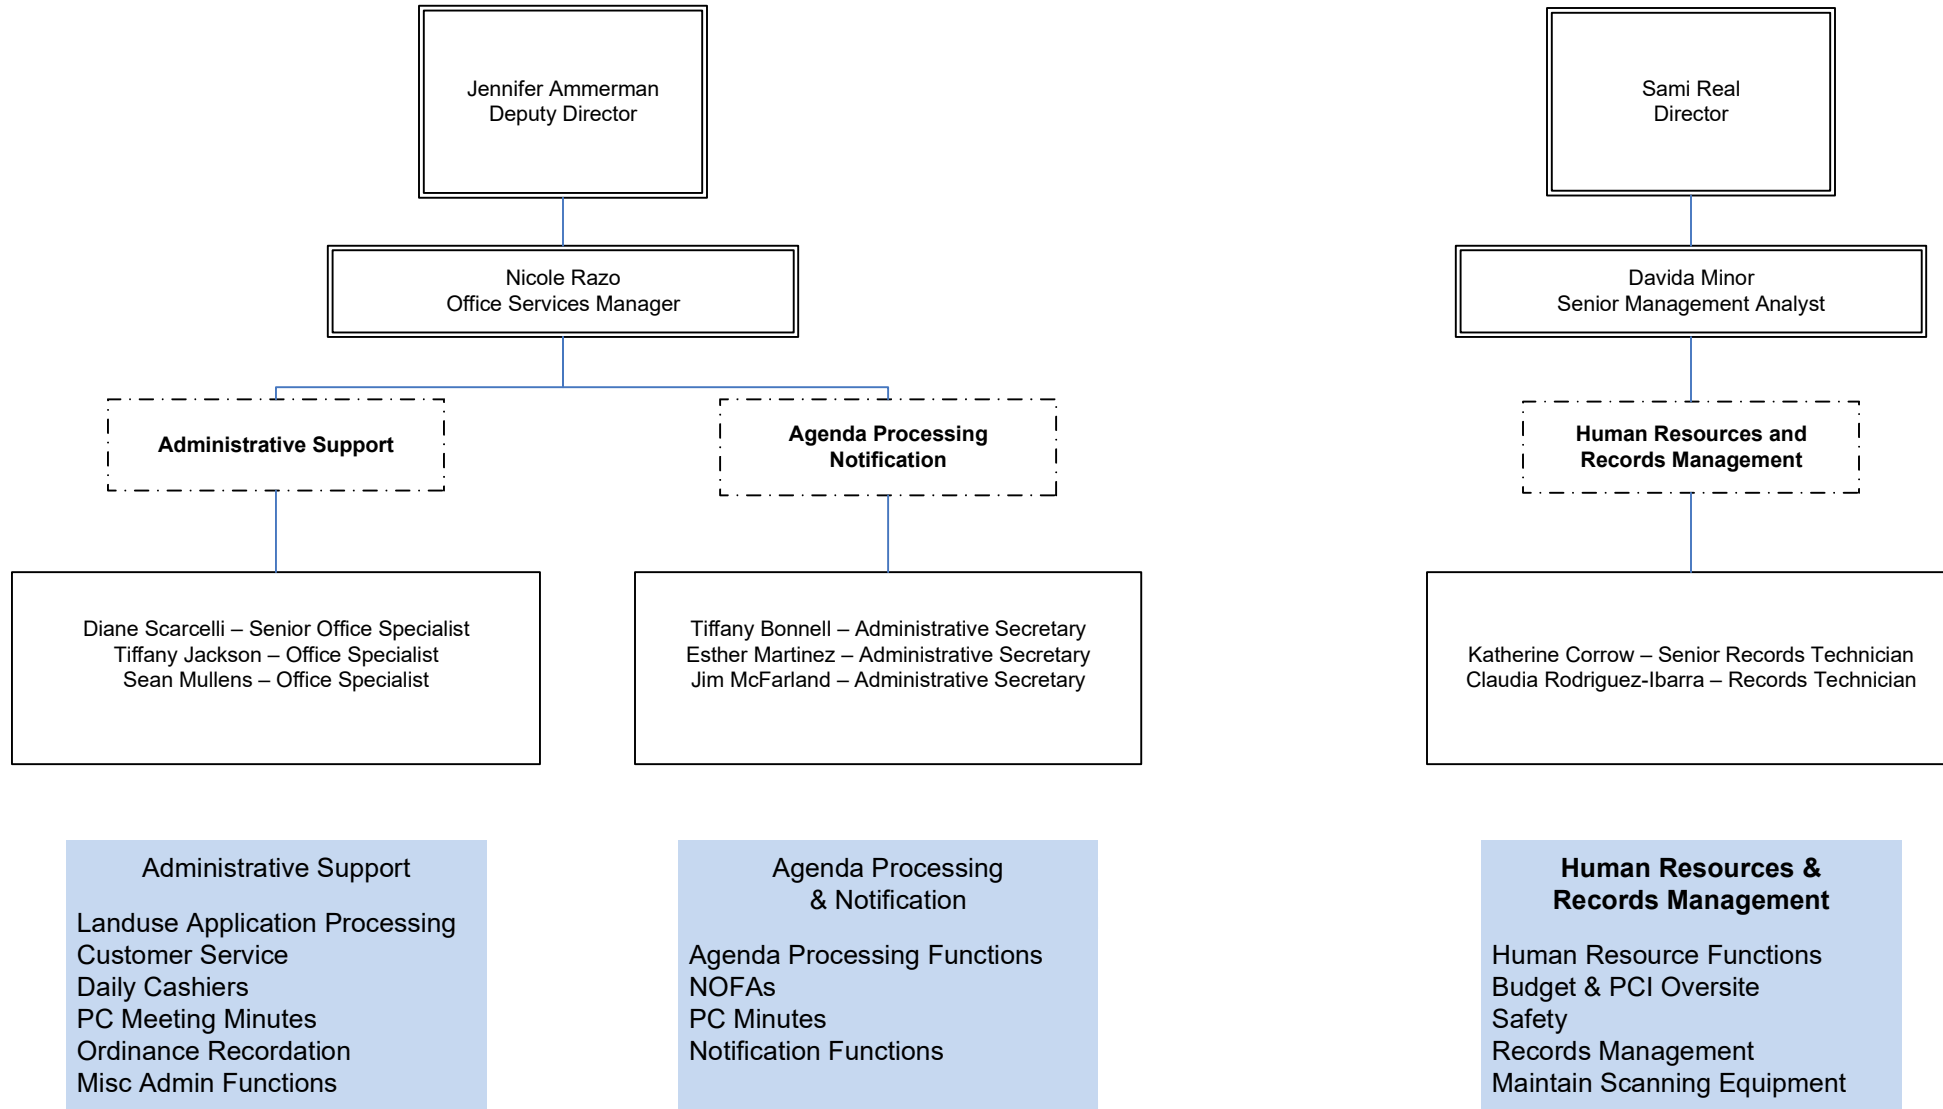 Jennifer Ammerman
Deputy Director
Sami Real
Director
Nicole Razo
Office Services Manager
Davida Minor
Senior Management Analyst
Administrative Support
Agenda Processing
Notification
Human Resources and
Records Management
Diane Scarcelli – Senior Office Specialist
Tiffany Jackson – Office Specialist
Sean Mullens – Office Specialist
Tiffany Bonnell – Administrative Secretary
Esther Martinez – Administrative Secretary
Jim McFarland – Administrative Secretary
Katherine Corrow – Senior Records Technician
Claudia Rodriguez-Ibarra – Records Technician
Administrative Support
Landuse Application Processing
Customer Service
Daily Cashiers
PC Meeting Minutes
Ordinance Recordation
Misc Admin Functions
Agenda Processing
& Notification
Agenda Processing Functions
NOFAs
PC Minutes
Notification Functions
Human Resources &
Records Management
Human Resource Functions
Budget & PCI Oversite
Safety
Records Management
Maintain Scanning Equipment